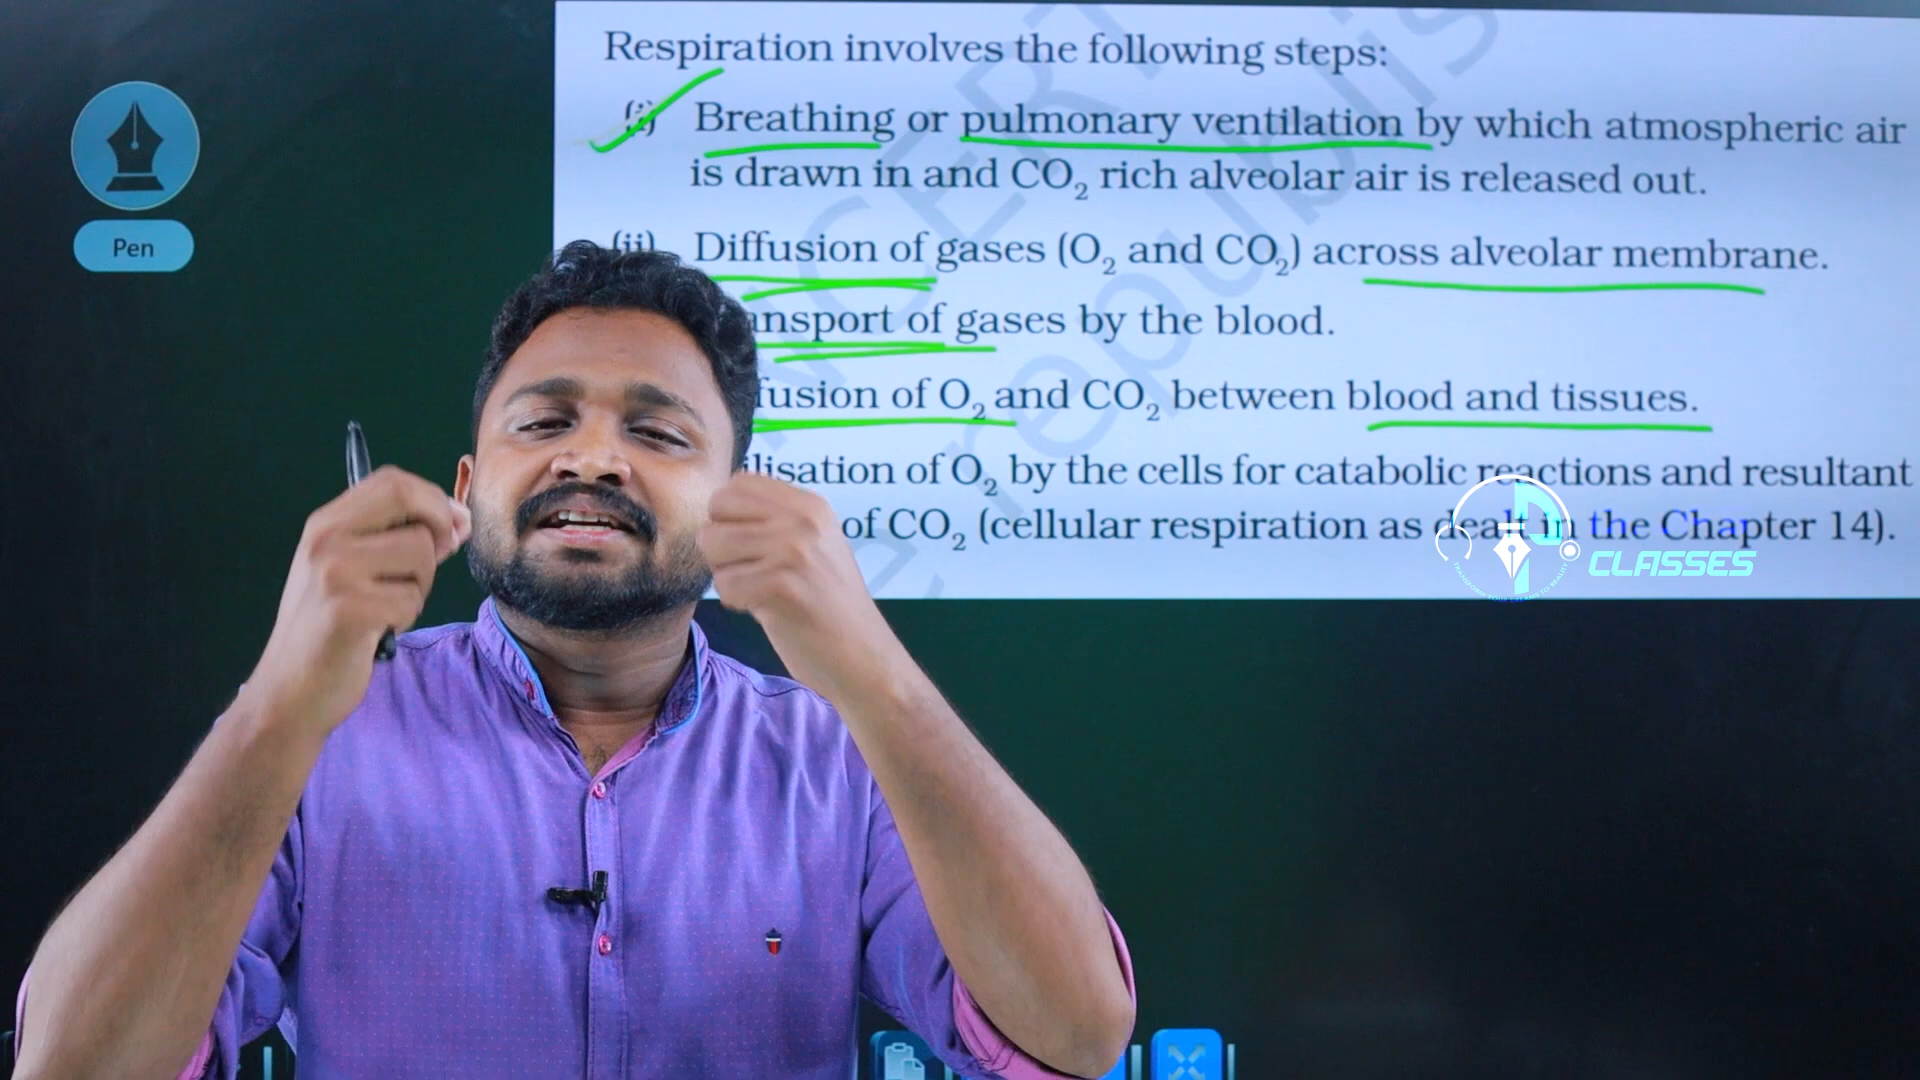 Respiration involves the following steps:
(i) Breathing or pulmonary ventilation by which atmospheric air
is drawn in and CO₂ rich alveolar air is released out.
(ii) Diffusion of gases (O₂ and CO₂) across alveolar membrane.
ansport of gases by the blood.
fusion of O₂ and CO₂ between blood and tissues.
ilisation of O₂ by the cells for catabolic reactions and resultant
of CO₂ (cellular respiration as dealt in the Chapter 14).
Pen
CLASSES
NCERT
republis